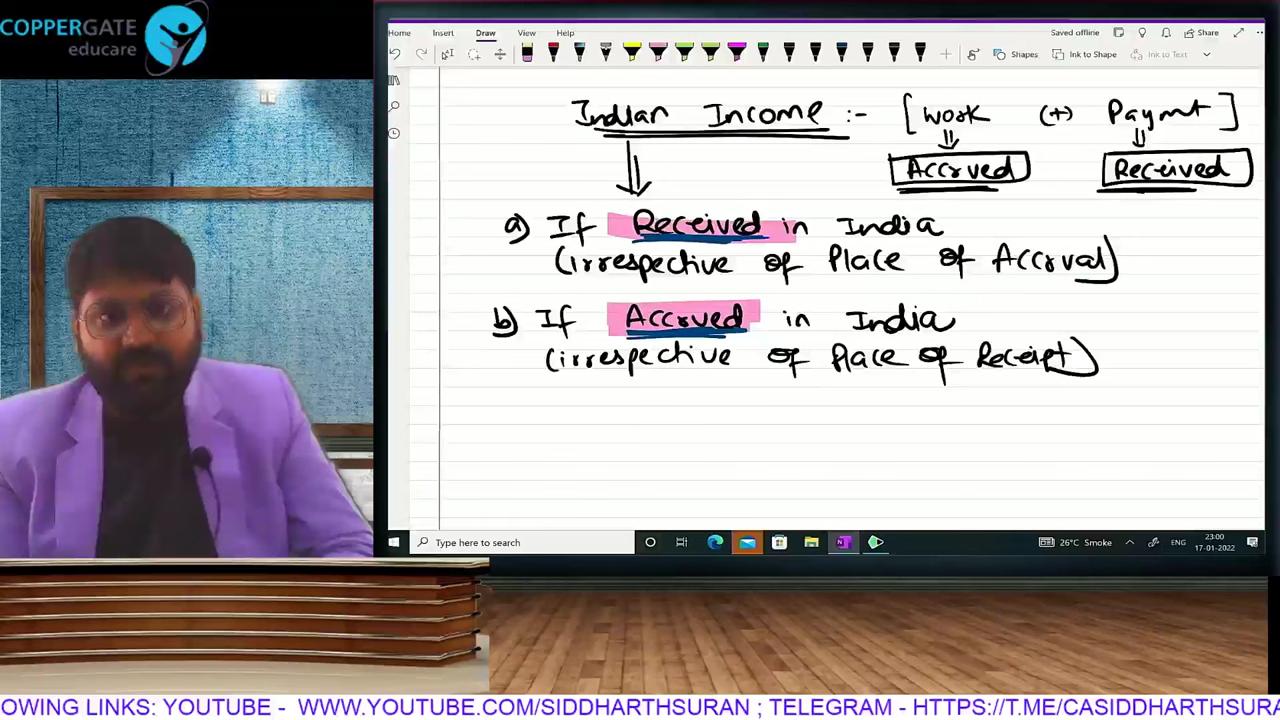 COPPERGATE
educare
Home Insert Draw View Help
Saved offline
Share
Shapes
Ink to Shape
Ink to Text
Indian Income :- [Work (+) Paymt]
Accrued
Received
a) If Received in India
(irrespective of Place of Accrual)
b) If Accrued in India
(irrespective of Place of Receipt)
Type here to search
26°C Smoke
ENG
23:00
17-01-2022
OWING LINKS: YOUTUBE - WWW.YOUTUBE.COM/SIDDHARTHSURAN ; TELEGRAM - HTTPS://T.ME/CASIDDHARTHSURA